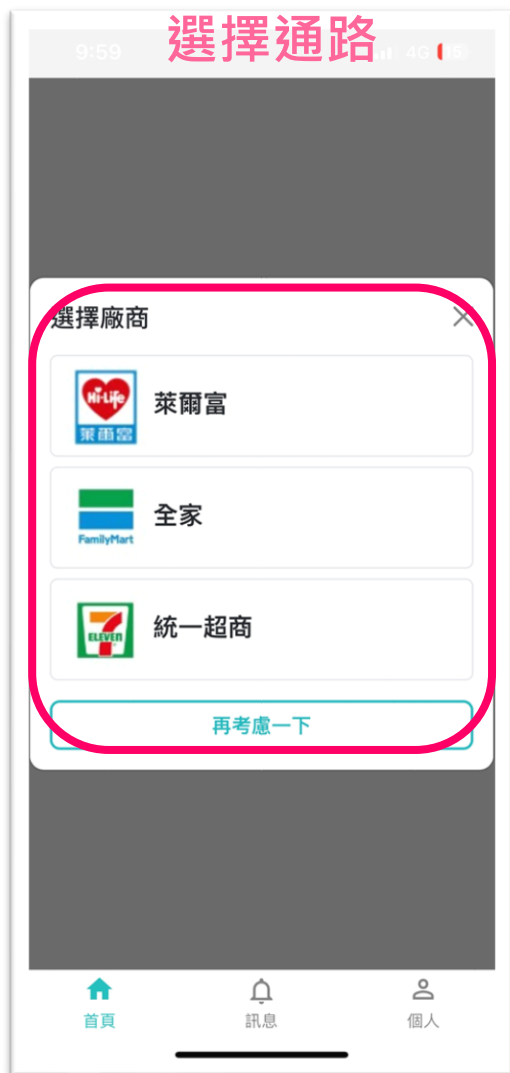 選擇通路
9:59
4G 15
選擇廠商
Hi-Life
萊爾富
萊爾富
FamilyMart
全家
ELEVEN
統一超商
再考慮一下
首頁
訊息
個人